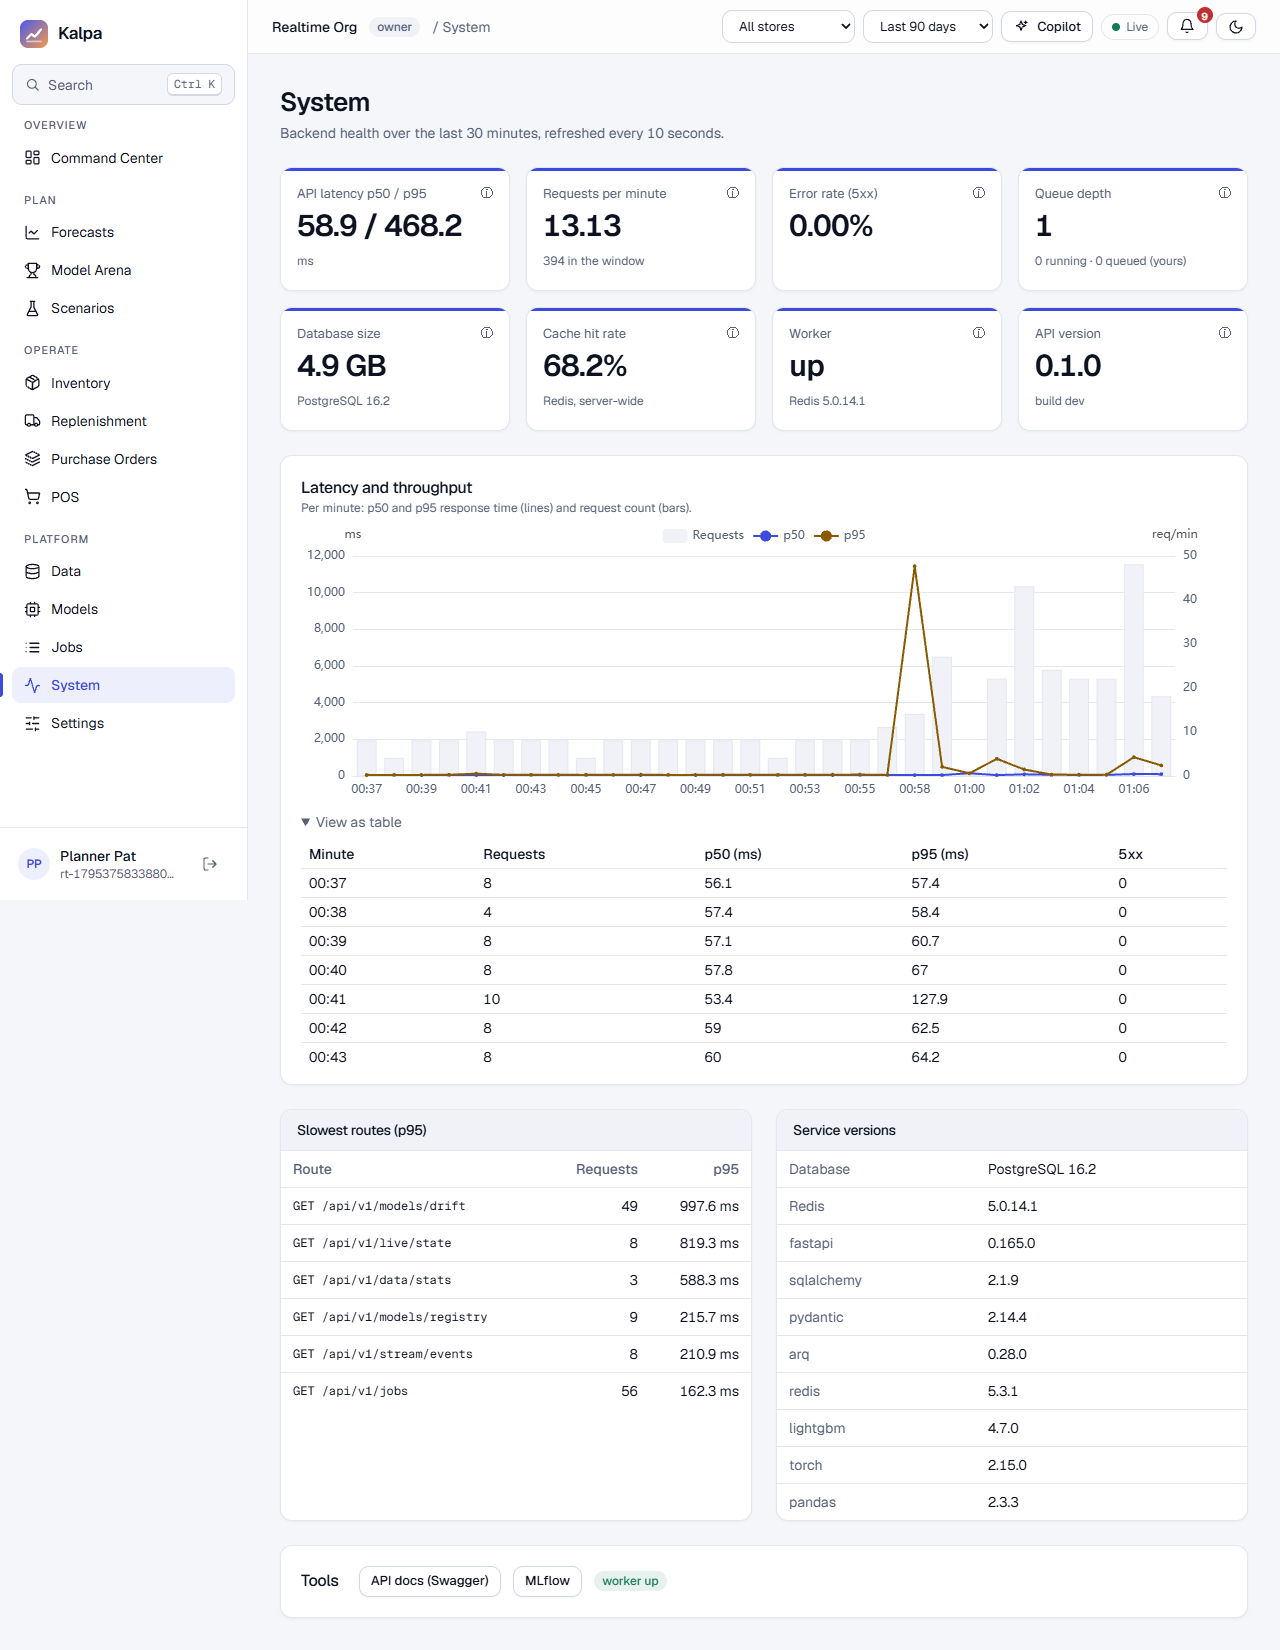 Kalpa
Search Ctrl K
OVERVIEW
Command Center
PLAN
Forecasts
Model Arena
Scenarios
OPERATE
Inventory
Replenishment
Purchase Orders
POS
PLATFORM
Data
Models
Jobs
System
Settings
PP
Planner Pat
rt-1795375833880...
Realtime Org owner / System
All stores
Last 90 days
Copilot
Live
9
System
Backend health over the last 30 minutes, refreshed every 10 seconds.
API latency p50 / p95
58.9 / 468.2
ms
Requests per minute
13.13
394 in the window
Error rate (5xx)
0.00%
Queue depth
1
0 running · 0 queued (yours)
Database size
4.9 GB
PostgreSQL 16.2
Cache hit rate
68.2%
Redis, server-wide
Worker
up
Redis 5.0.14.1
API version
0.1.0
build dev
Latency and throughput
Per minute: p50 and p95 response time (lines) and request count (bars).
ms Requests p50 p95 req/min
12,000 50
10,000 40
8,000 30
6,000 20
4,000 10
2,000 0
0
00:37 00:39 00:41 00:43 00:45 00:47 00:49 00:51 00:53 00:55 00:58 01:00 01:02 01:04 01:06
▼ View as table
Minute Requests p50 (ms) p95 (ms) 5xx
00:37 8 56.1 57.4 0
00:38 4 57.4 58.4 0
00:39 8 57.1 60.7 0
00:40 8 57.8 67 0
00:41 10 53.4 127.9 0
00:42 8 59 62.5 0
00:43 8 60 64.2 0
Slowest routes (p95)
Route Requests p95
GET /api/v1/models/drift 49 997.6 ms
GET /api/v1/live/state 8 819.3 ms
GET /api/v1/data/stats 3 588.3 ms
GET /api/v1/models/registry 9 215.7 ms
GET /api/v1/stream/events 8 210.9 ms
GET /api/v1/jobs 56 162.3 ms
Service versions
Database PostgreSQL 16.2
Redis 5.0.14.1
fastapi 0.165.0
sqlalchemy 2.1.9
pydantic 2.14.4
arq 0.28.0
redis 5.3.1
lightgbm 4.7.0
torch 2.15.0
pandas 2.3.3
Tools API docs (Swagger) MLflow worker up